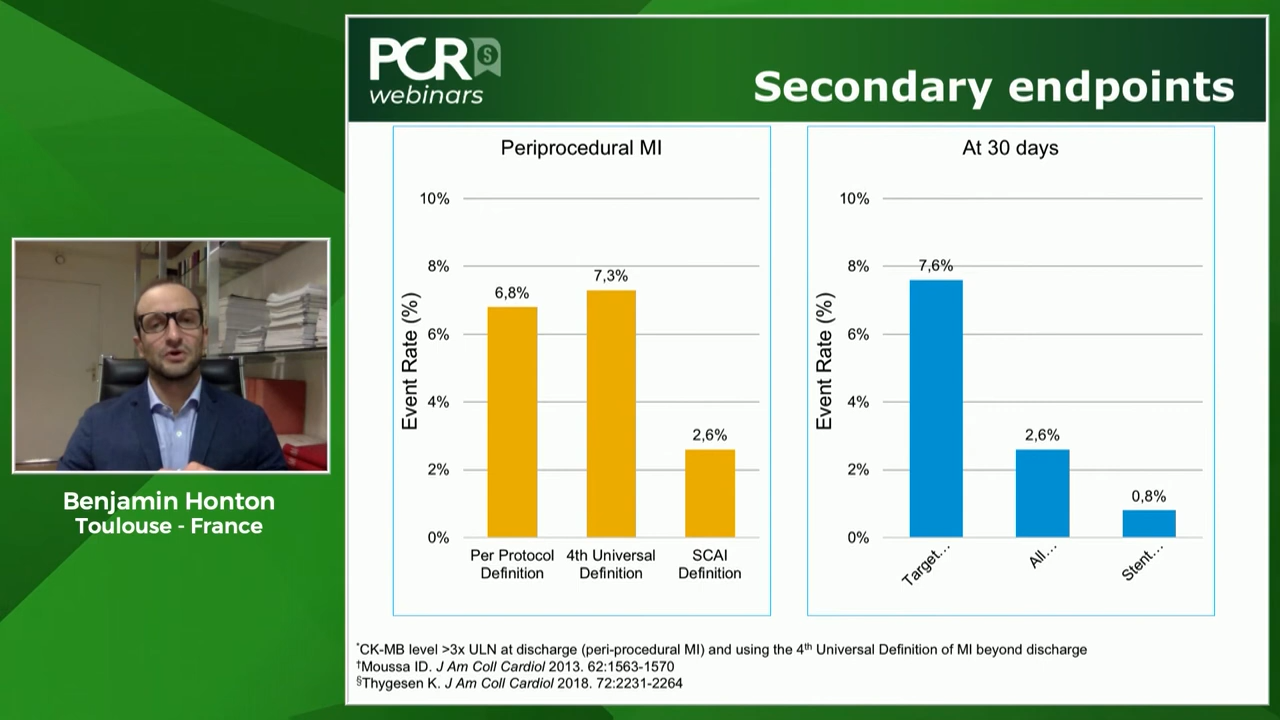 PCR
webinars
Secondary endpoints
Periprocedural MI
Event Rate (%)
10%
8%
6%
4%
2%
0%
6,8%
7,3%
2,6%
Per Protocol
Definition
4th Universal
Definition
SCAI
Definition
At 30 days
Event Rate (%)
10%
8%
6%
4%
2%
0%
7,6%
2,6%
0,8%
Target...
All...
Stent...
*CK-MB level >3x ULN at discharge (peri-procedural MI) and using the 4th Universal Definition of MI beyond discharge
†Moussa ID. J Am Coll Cardiol 2013. 62:1563-1570
§Thygesen K. J Am Coll Cardiol 2018. 72:2231-2264
Benjamin Honton
Toulouse - France